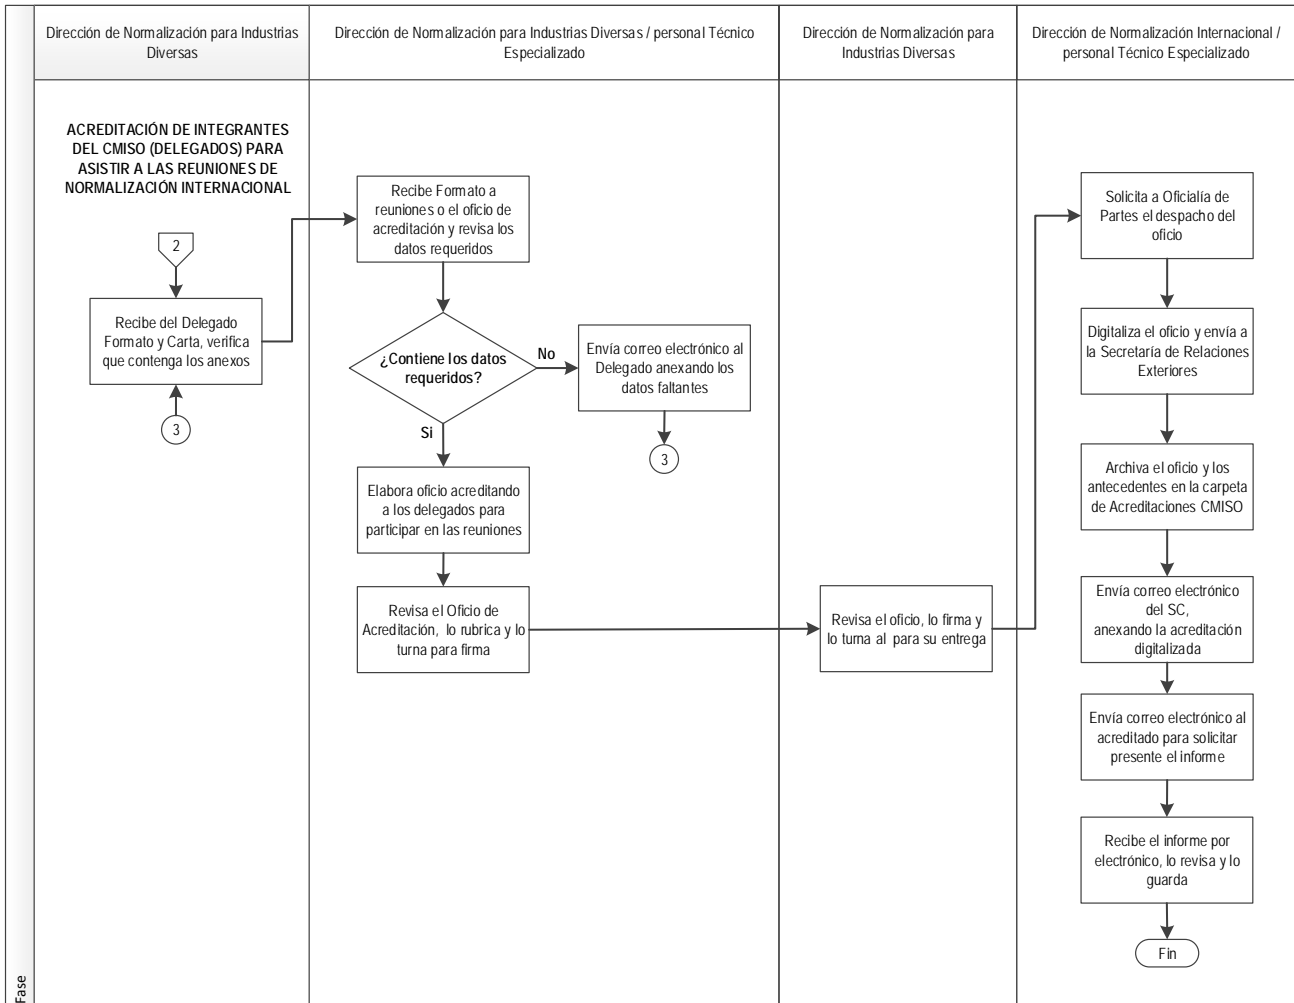 Dirección de Normalización para Industrias
Diversas
Dirección de Normalización para Industrias Diversas / personal Técnico
Especializado
Dirección de Normalización para
Industrias Diversas
Dirección de Normalización Internacional /
personal Técnico Especializado
ACREDITACIÓN DE INTEGRANTES
DEL CMISO (DELEGADOS) PARA
ASISTIR A LAS REUNIONES DE
NORMALIZACIÓN INTERNACIONAL
2
Recibe del Delegado
Formato y Carta, verifica
que contenga los anexos
3
Recibe Formato a
reuniones o el oficio de
acreditación y revisa los
datos requeridos
¿Contiene los datos
requeridos?
No
Envía correo electrónico al
Delegado anexando los
datos faltantes
3
Si
Elabora oficio acreditando
a los delegados para
participar en las reuniones
Revisa el Oficio de
Acreditación, lo rubrica y lo
turna para firma
Revisa el oficio, lo firma y
lo turna al para su entrega
Solicita a Oficialía de
Partes el despacho del
oficio
Digitaliza el oficio y envía a
la Secretaría de Relaciones
Exteriores
Archiva el oficio y los
antecedentes en la carpeta
de Acreditaciones CMISO
Envía correo electrónico
del SC,
anexando la acreditación
digitalizada
Envía correo electrónico al
acreditado para solicitar
presente el informe
Recibe el informe por
electrónico, lo revisa y lo
guarda
Fin
Fase